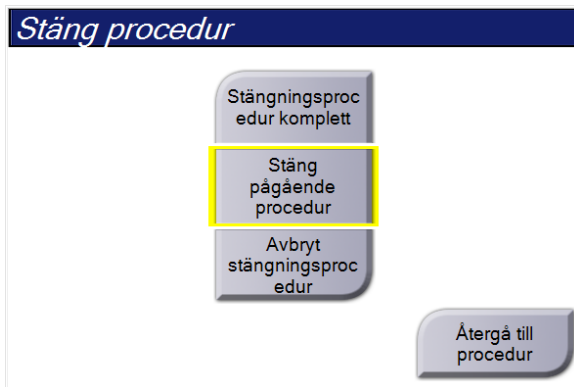 Stäng procedur
Stängningsproc
edur komplett
Stäng
pågående
procedur
Avbryt
stängningsproc
edur
Återgå till
procedur